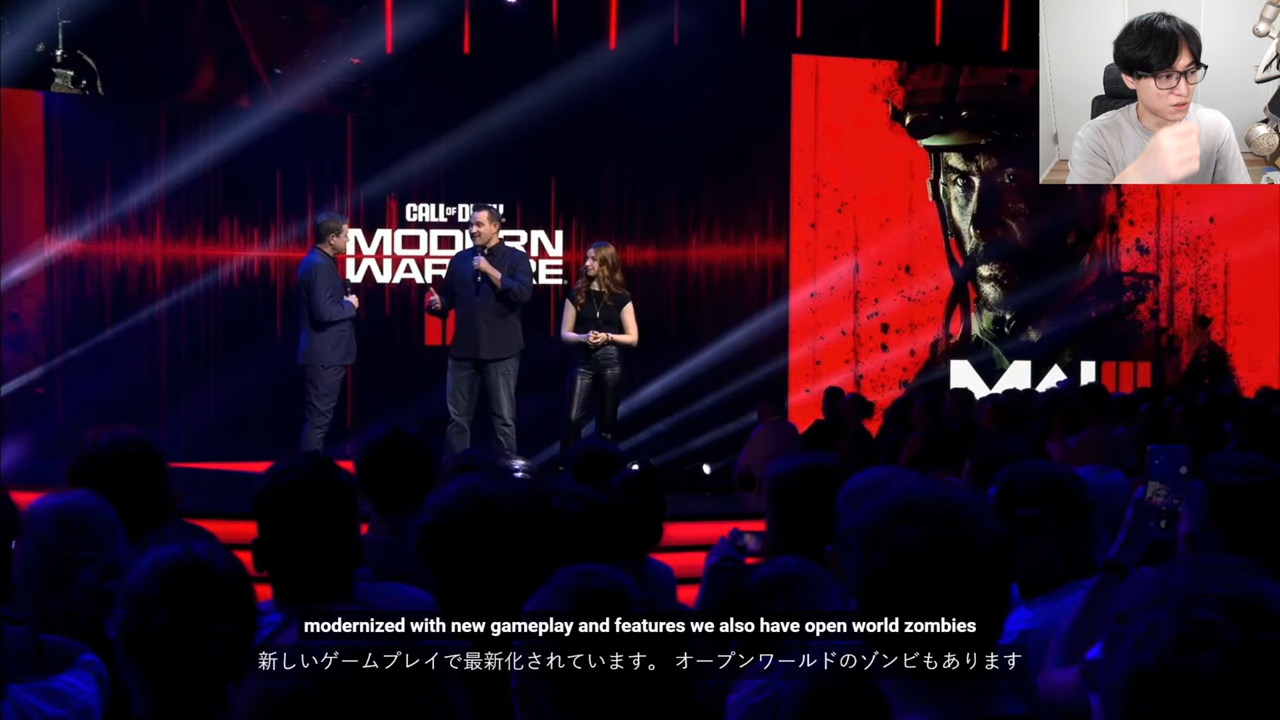 CALL OF DUTY
MODERN
WARFARE
III
MWIII
modernized with new gameplay and features we also have open world zombies
新しいゲームプレイで最新化されています。 オープンワールドのゾンビもあります